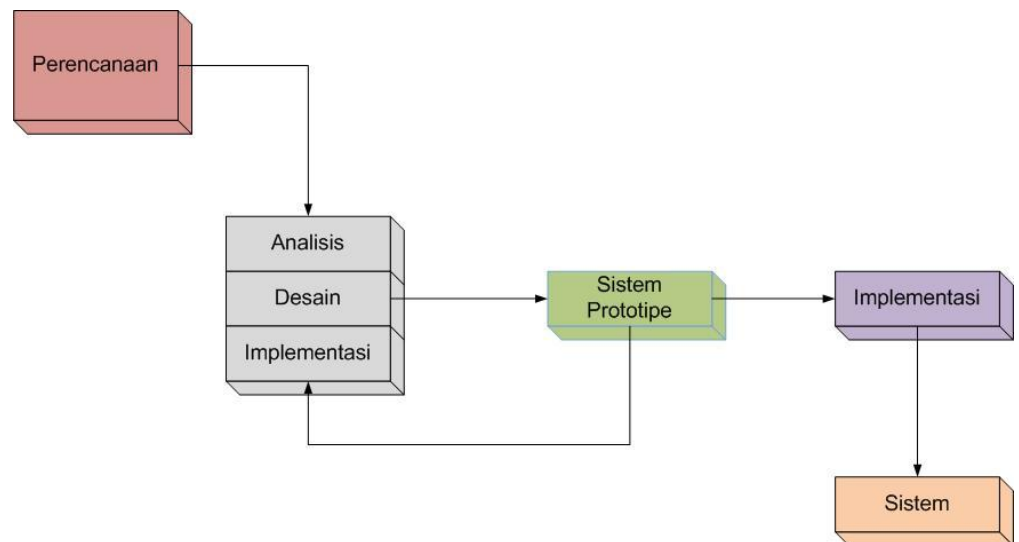 Perencanaan
Analisis
Desain
Implementasi
Sistem
Prototipe
Implementasi
Sistem